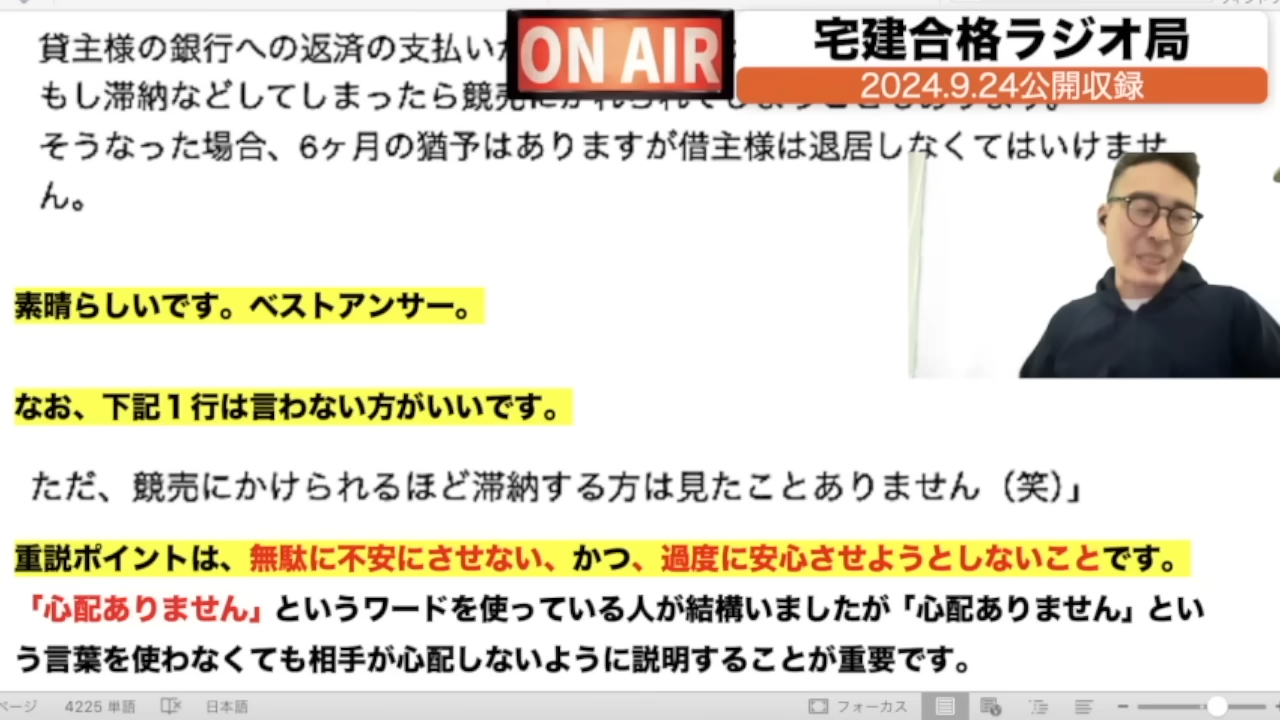 貸主様の銀行への返済の支払い
ON AIR
宅建合格ラジオ局
2024.9.24公開収録
もし滞納などしてしまったら競売に
そうなった場合、6ヶ月の猶予はありますが借主様は退居しなくてはいけませ
ん。
素晴らしいです。ベストアンサー。
なお、下記１行は言わない方がいいです。
ただ、競売にかけられるほど滞納する方は見たことありません（笑）」
重説ポイントは、無駄に不安にさせない、かつ、過度に安心させようとしないことです。
「心配ありません」というワードを使っている人が結構いましたが「心配ありません」とい
う言葉を使わなくても相手が心配しないように説明することが重要です。
ページ 4225 単語 日本語 フォーカス